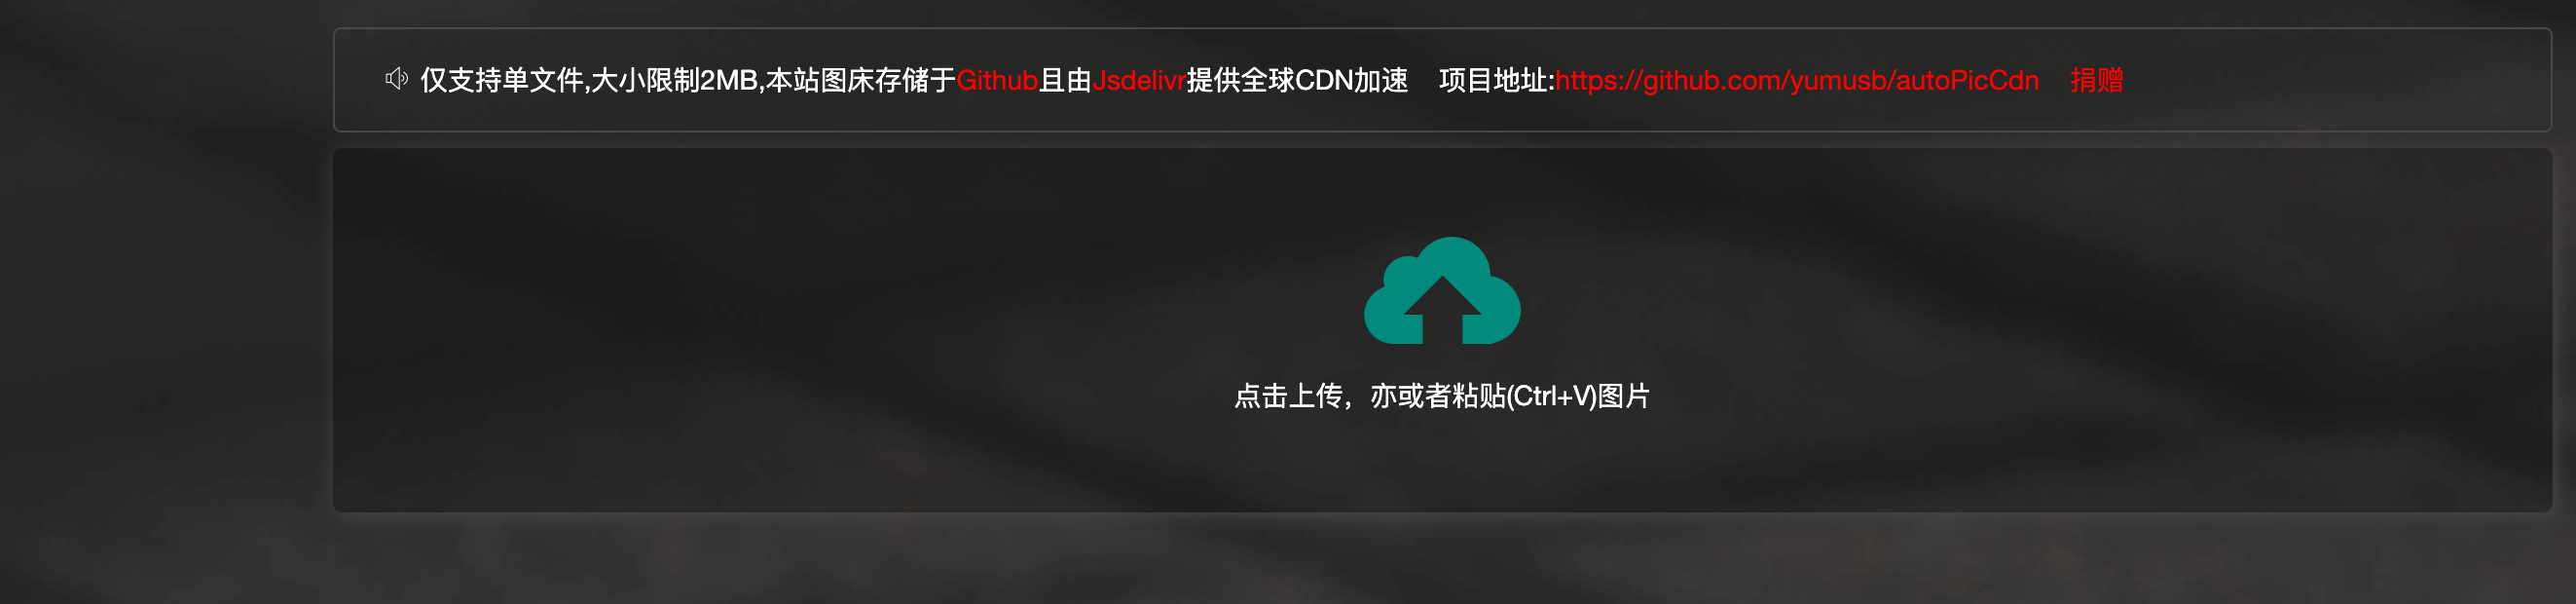 仅支持单文件,大小限制2MB,本站图床存储于Github且由Jsdelivr提供全球CDN加速 项目地址:https://github.com/yumusb/autoPicCdn 捐赠
点击上传，亦或者粘贴(Ctrl+V)图片